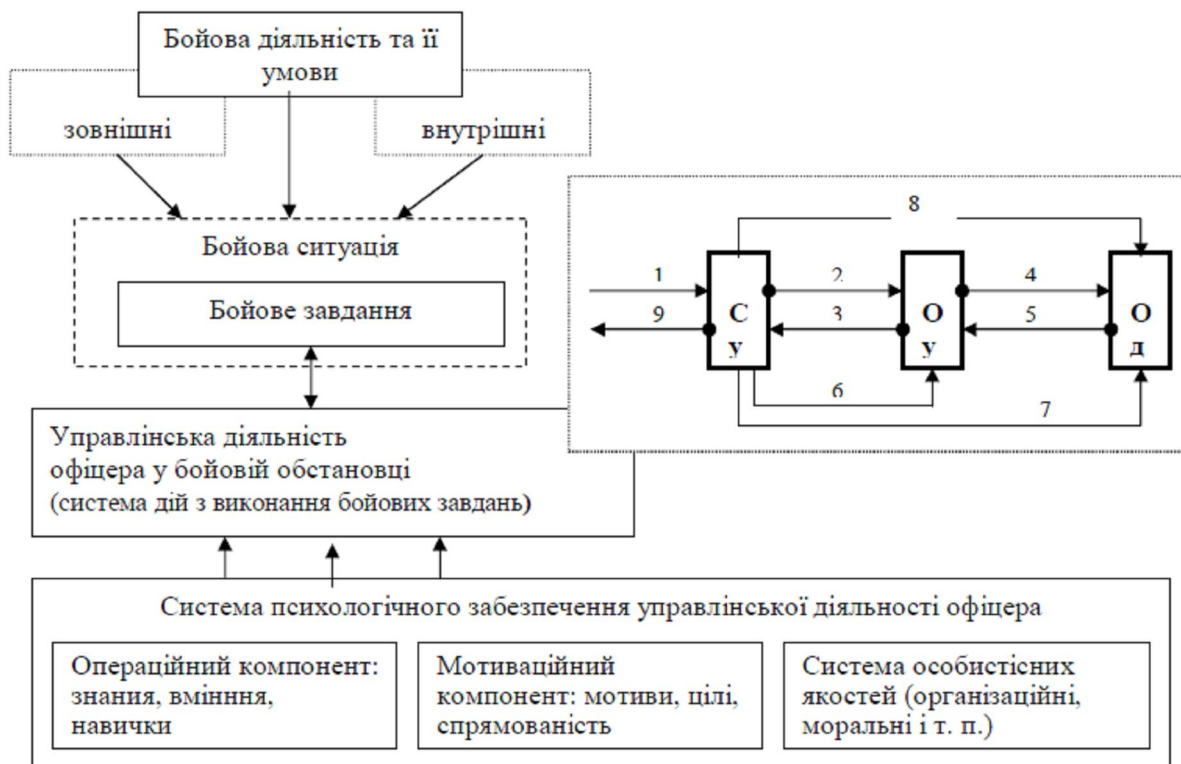 Бойова діяльність та її
умови
зовнішні
внутрішні
Бойова ситуація
Бойове завдання
Управлінська діяльність
офіцера у бойовій обстановці
(система дій з виконання бойових завдань)
8
1
2
4
9
3
5
С
у
О
у
О
д
6
7
Система психологічного забезпечення управлінської діяльності офіцера
Операційний компонент:
знания, вмінння,
навички
Мотиваційний
компонент: мотиви, цілі,
спрямованість
Система особистісних
якостей (організаційні,
моральні і т. п.)